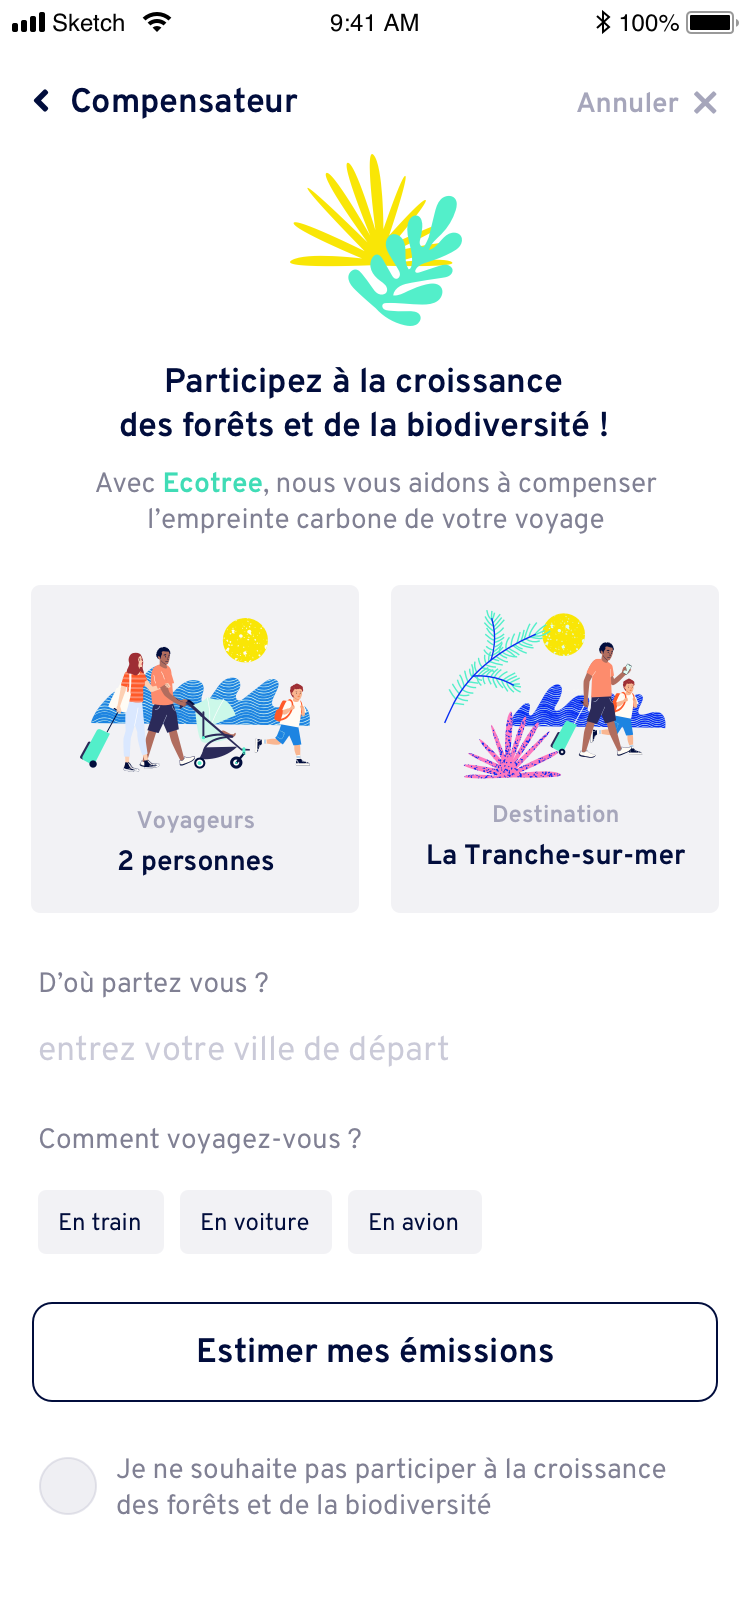 Sketch 9:41 AM 100%
Compensateur Annuler
Participez à la croissance
des forêts et de la biodiversité !
Avec Ecotree, nous vous aidons à compenser
l’empreinte carbone de votre voyage
Voyageurs
2 personnes
Destination
La Tranche-sur-mer
D’où partez vous ?
entrez votre ville de départ
Comment voyagez-vous ?
En train En voiture En avion
Estimer mes émissions
Je ne souhaite pas participer à la croissance
des forêts et de la biodiversité